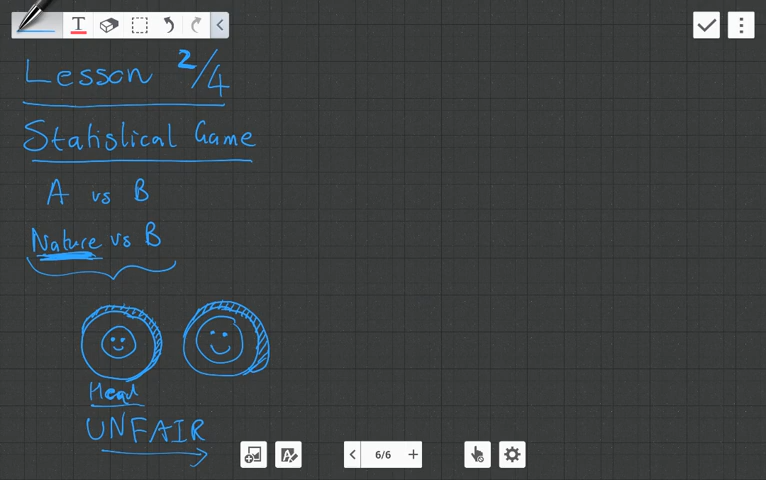 T
Lesson 2/4
Statistical Game
A vs B
Nature vs B
Head
UNFAIR
A
6/6